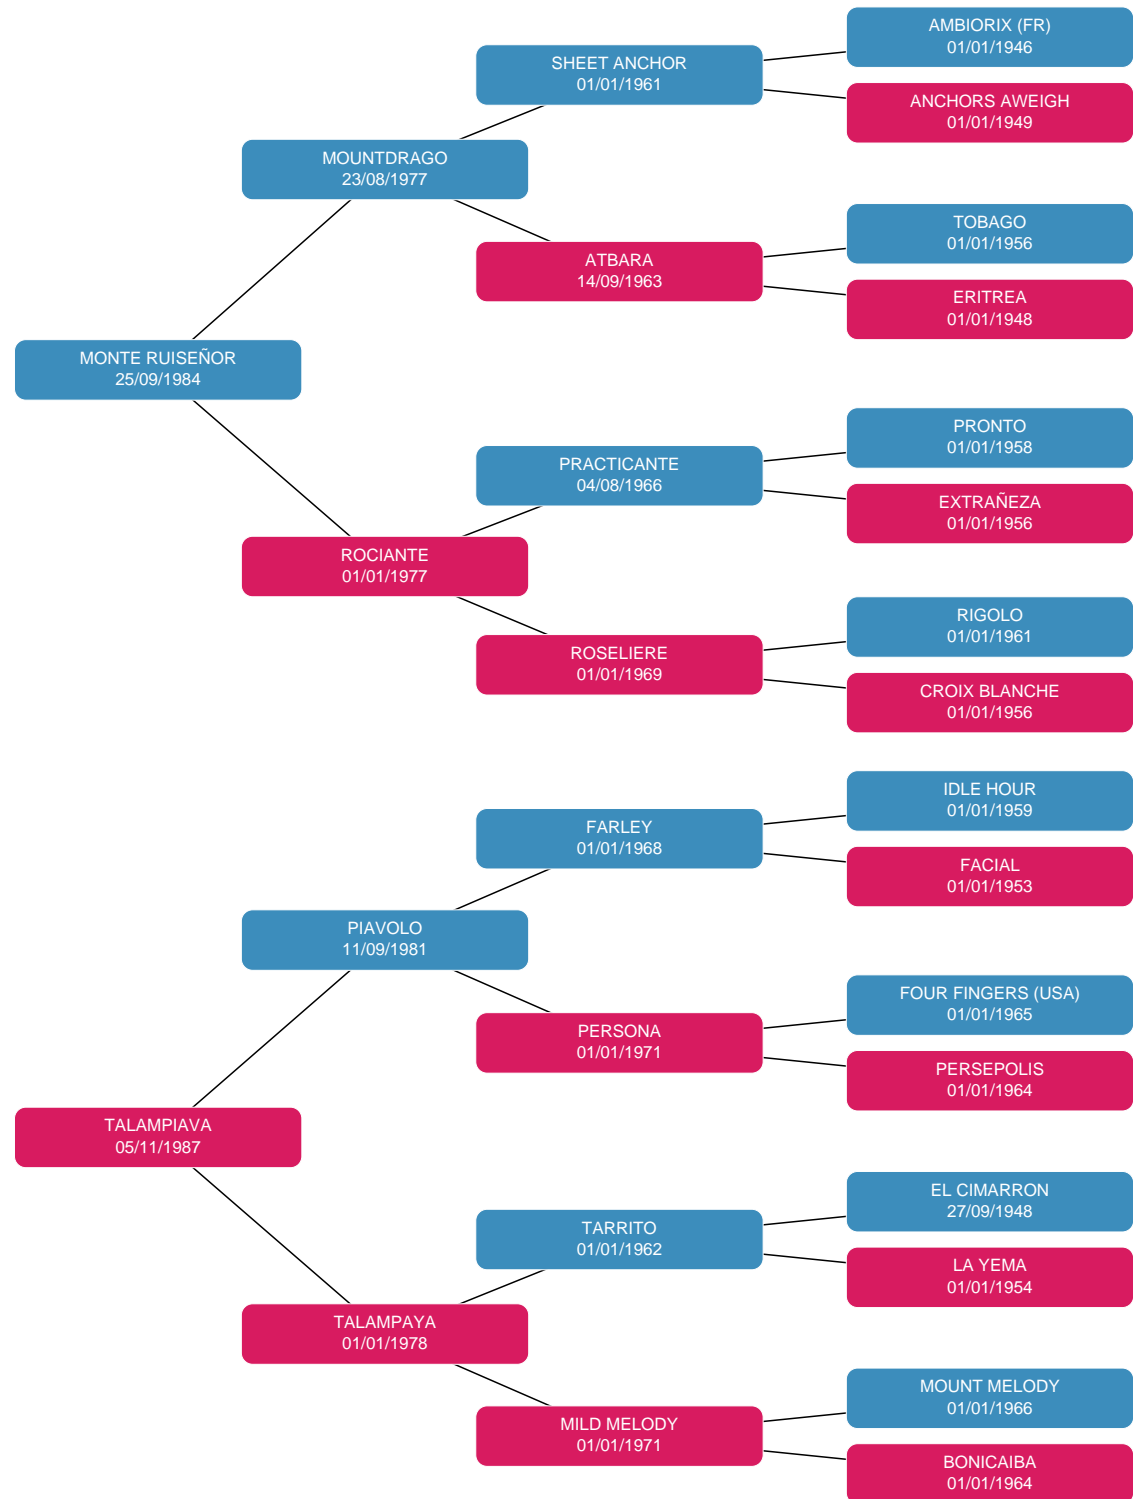 AMBIORIX (FR)
01/01/1946
SHEET ANCHOR
01/01/1961
ANCHORS AWEIGH
01/01/1949
MOUNTDRAGO
23/08/1977
TOBAGO
01/01/1956
ATBARA
14/09/1963
ERITREA
01/01/1948
MONTE RUISEÑOR
25/09/1984
PRONTO
01/01/1958
PRACTICANTE
04/08/1966
EXTRAÑEZA
01/01/1956
ROCIANTE
01/01/1977
RIGOLO
01/01/1961
ROSELIERE
01/01/1969
CROIX BLANCHE
01/01/1956
IDLE HOUR
01/01/1959
FARLEY
01/01/1968
FACIAL
01/01/1953
PIAVOLO
11/09/1981
FOUR FINGERS (USA)
01/01/1965
PERSONA
01/01/1971
PERSEPOLIS
01/01/1964
TALAMPIAVA
05/11/1987
EL CIMARRON
27/09/1948
TARRITO
01/01/1962
LA YEMA
01/01/1954
TALAMPAYA
01/01/1978
MOUNT MELODY
01/01/1966
MILD MELODY
01/01/1971
BONICAIBA
01/01/1964